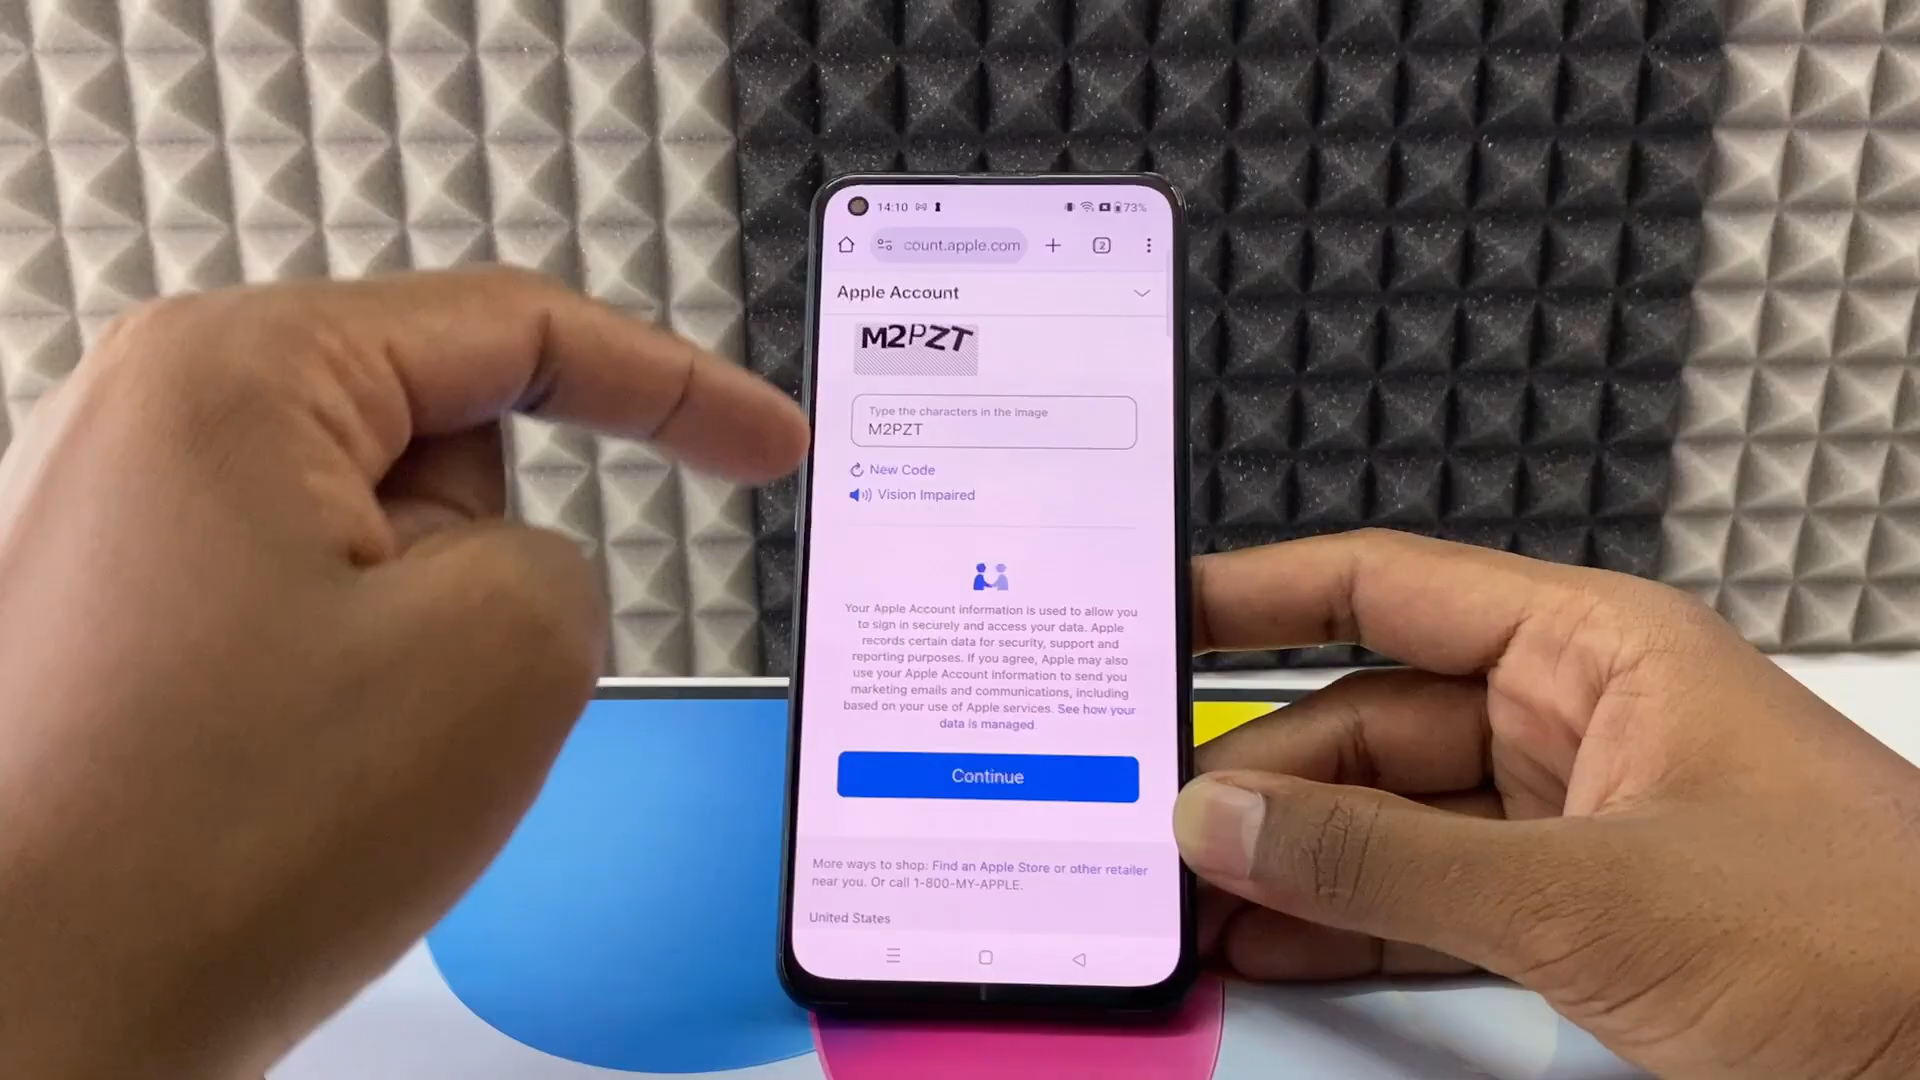 14:10
73%
count.apple.com
2
Apple Account
M2PZT
Type the characters in the image
M2PZT
New Code
Vision Impaired
Your Apple Account information is used to allow you
to sign in securely and access your data. Apple
records certain data for security, support and
reporting purposes. If you agree, Apple may also
use your Apple Account information to send you
marketing emails and communications, including
based on your use of Apple services. See how your
data is managed.
Continue
More ways to shop: Find an Apple Store or other retailer
near you. Or call 1-800-MY-APPLE.
United States